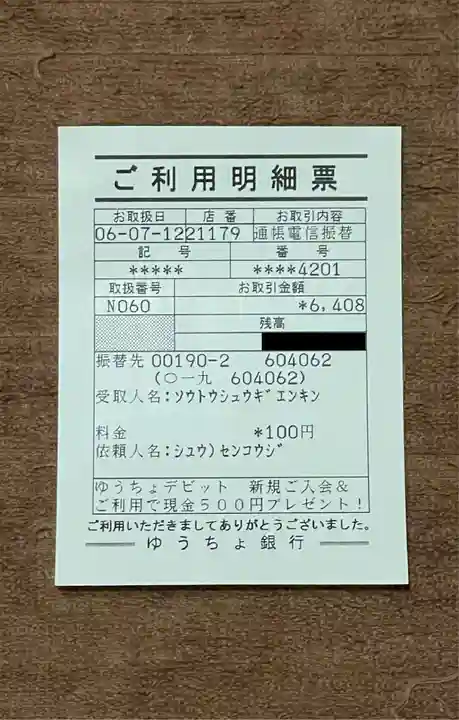 ご利用明細票
お取扱日 店番 お取引内容
06-07-12 21179 通帳電信振替
記号 番号
***** ****4201
取扱番号 お取引金額
N060 *6,408
残高
振替先 00190-2 604062
(〇一九 604062)
受取人名:ソウトウシュウギエンキン
料金 *100円
依頼人名:シュウ)センコウジ
ゆうちょデビット 新規ご入会&
ご利用で現金500円プレゼント!
ご利用いただきましてありがとうございました。
ゆうちょ銀行